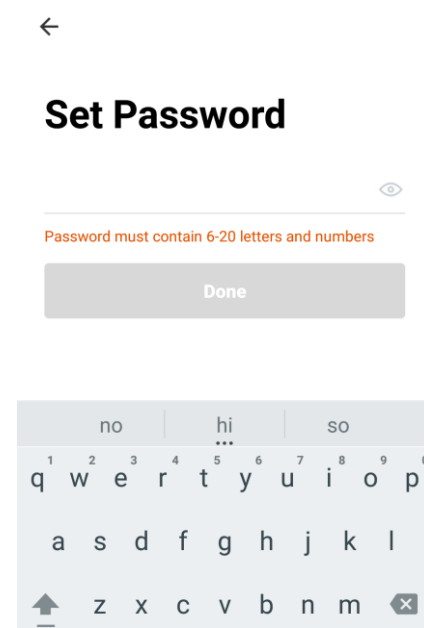 Set Password
Password must contain 6-20 letters and numbers
Done
no hi so
1 2 3 4 5 6 7 8 9 0
q w e r t y u i o p
a s d f g h j k l
z x c v b n m